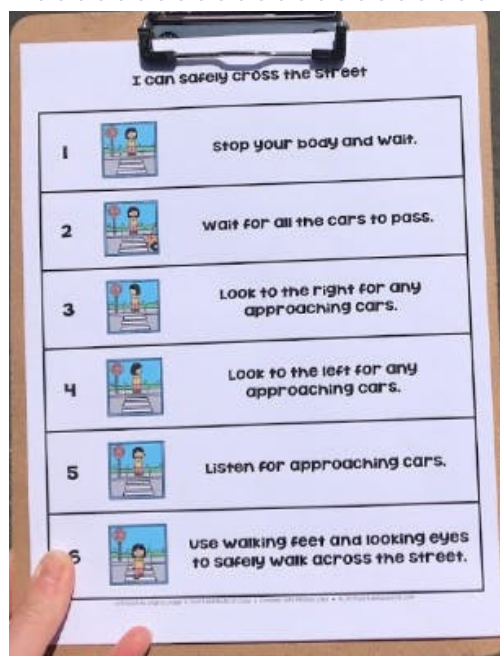 I can safely cross the street
1
Stop your body and wait.
2
Wait for all the cars to pass.
3
Look to the right for any
approaching cars.
4
Look to the left for any
approaching cars.
5
Listen for approaching cars.
6
Use walking feet and looking eyes
to safely walk across the street.